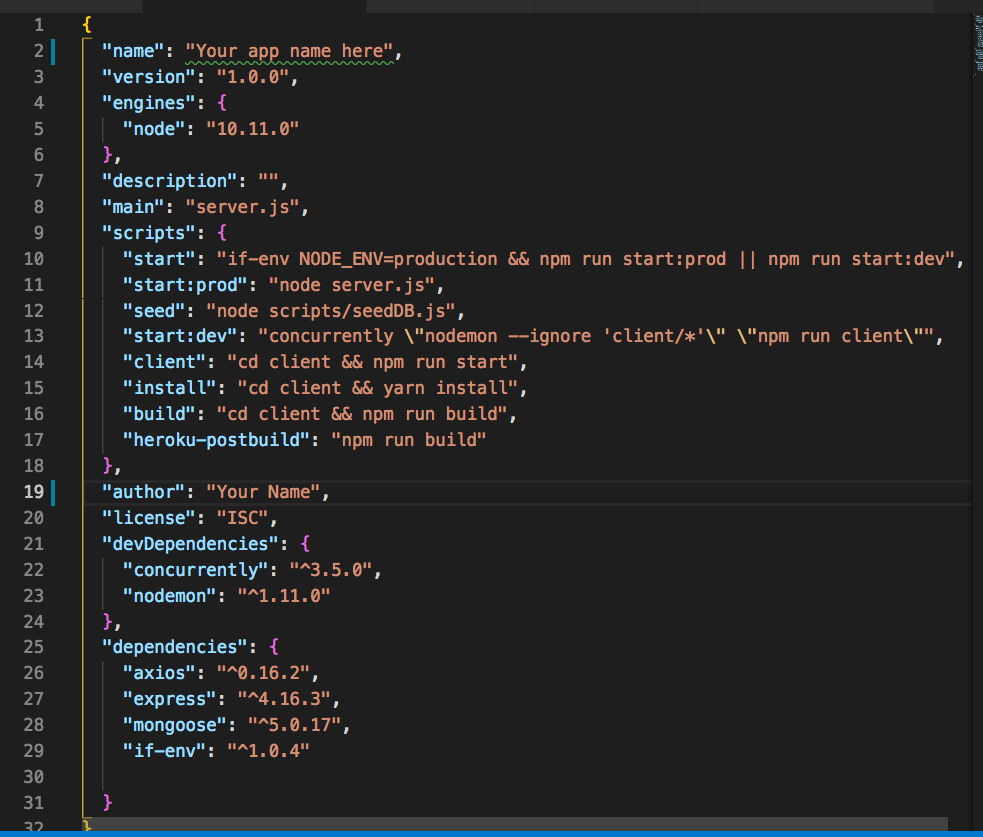 1 {
2 "name": "Your app name here",
3 "version": "1.0.0",
4 "engines": {
5 "node": "10.11.0"
6 },
7 "description": "",
8 "main": "server.js",
9 "scripts": {
10 "start": "if-env NODE_ENV=production && npm run start:prod || npm run start:dev",
11 "start:prod": "node server.js",
12 "seed": "node scripts/seedDB.js",
13 "start:dev": "concurrently \"nodemon --ignore 'client/*'\" \"npm run client\"",
14 "client": "cd client && npm run start",
15 "install": "cd client && yarn install",
16 "build": "cd client && npm run build",
17 "heroku-postbuild": "npm run build"
18 },
19 "author": "Your Name",
20 "license": "ISC",
21 "devDependencies": {
22 "concurrently": "^3.5.0",
23 "nodemon": "^1.11.0"
24 },
25 "dependencies": {
26 "axios": "^0.16.2",
27 "express": "^4.16.3",
28 "mongoose": "^5.0.17",
29 "if-env": "^1.0.4"
30
31 }
32 }